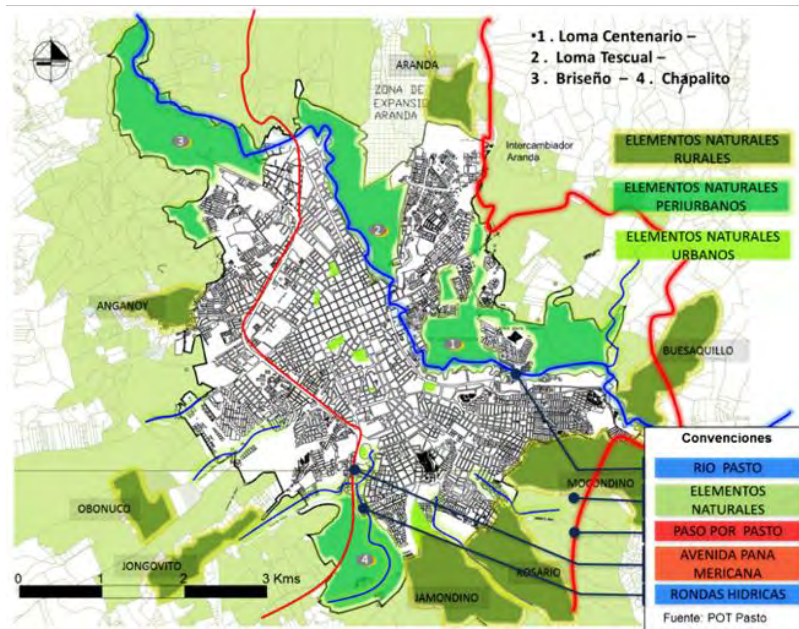 •1 . Loma Centenario –
2 . Loma Tescual –
3 . Briseño – 4 . Chapalito
ARANDA
ZONA DE
EXPANSIO
ARANDA
Intercambiador
Aranda
ELEMENTOS NATURALES
RURALES
ELEMENTOS NATURALES
PERIURBANOS
ELEMENTOS NATURALES
URBANOS
3
2
1
4
ANGANOY
BUESAQUILLO
MOCONDINO
OBONUCO
JONGOVITO
JAMONDINO
ROSARIO
0 1 2 3 Kms
Convenciones
RIO PASTO
ELEMENTOS
NATURALES
PASO POR PASTO
AVENIDA PANA
MERICANA
RONDAS HIDRICAS
Fuente: POT Pasto